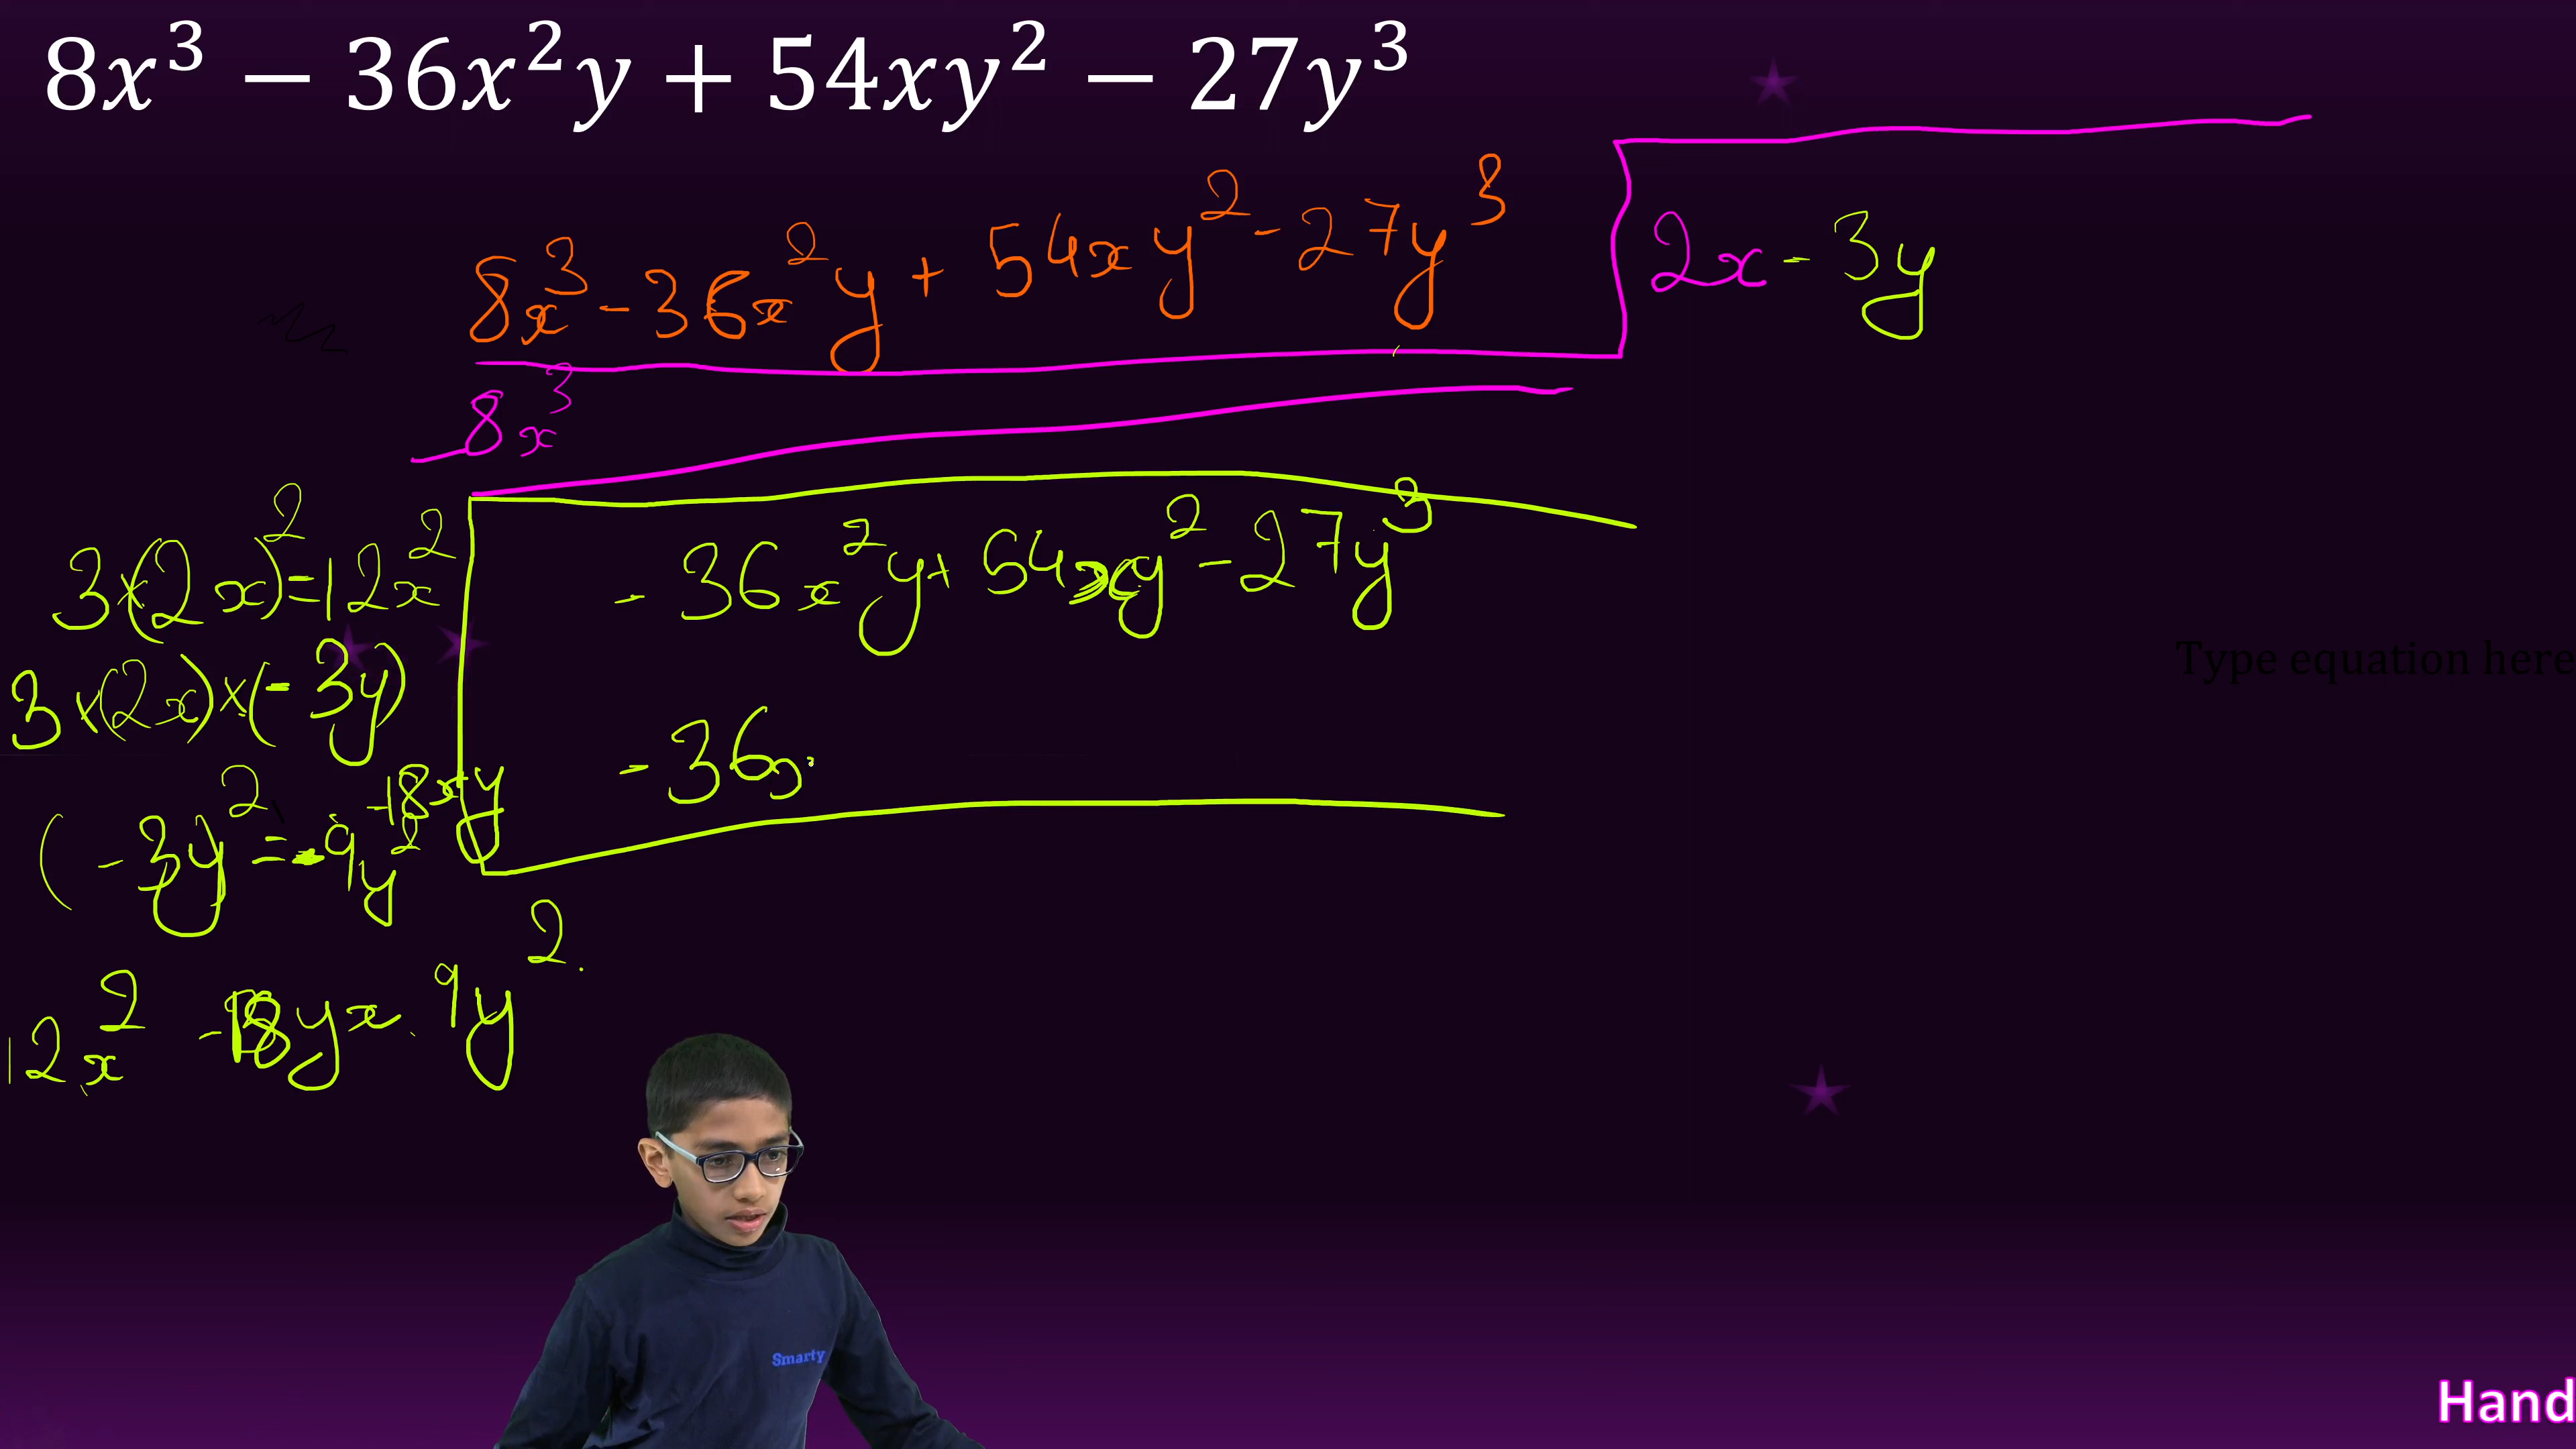 8x³ − 36x²y + 54xy² − 27y³
8x³ - 36x²y + 54xy² - 27y³
2x - 3y
8x³
3×(2x)² = 12x²
- 36x²y + 54xy² - 27y³
Type equation here
3×(2x)×(-3y)
-18xy
- 36
(-3y)² = 9y²
12x² - 18yx 9y²
Smarty
Hand